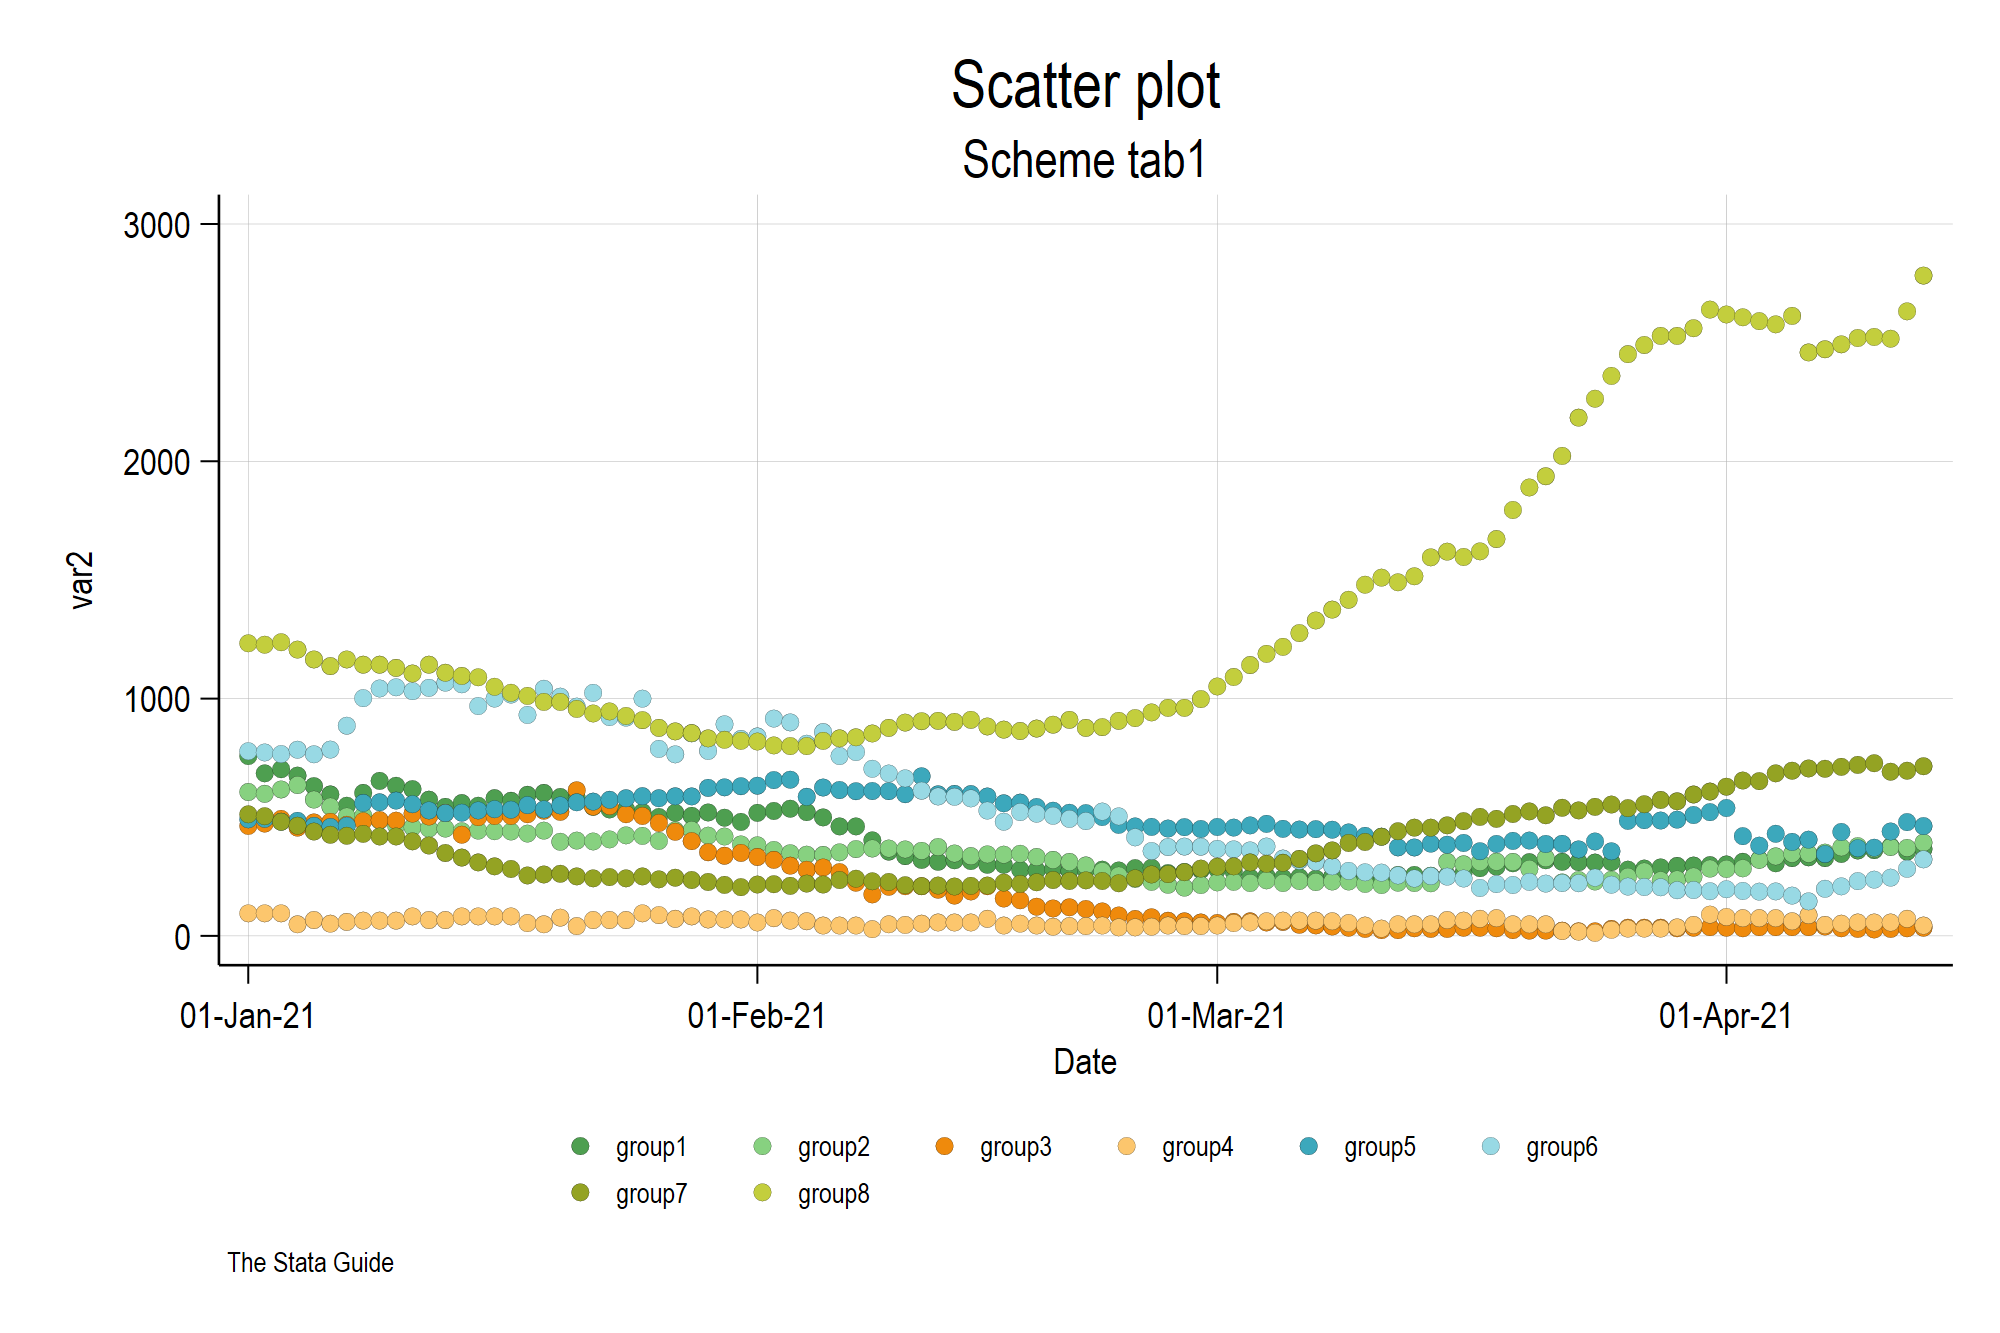 Scatter plot
Scheme tab1
3000
2000
1000
0
var2
01-Jan-21 01-Feb-21 01-Mar-21 01-Apr-21
Date
group1 group2 group3 group4 group5 group6
group7 group8
The Stata Guide